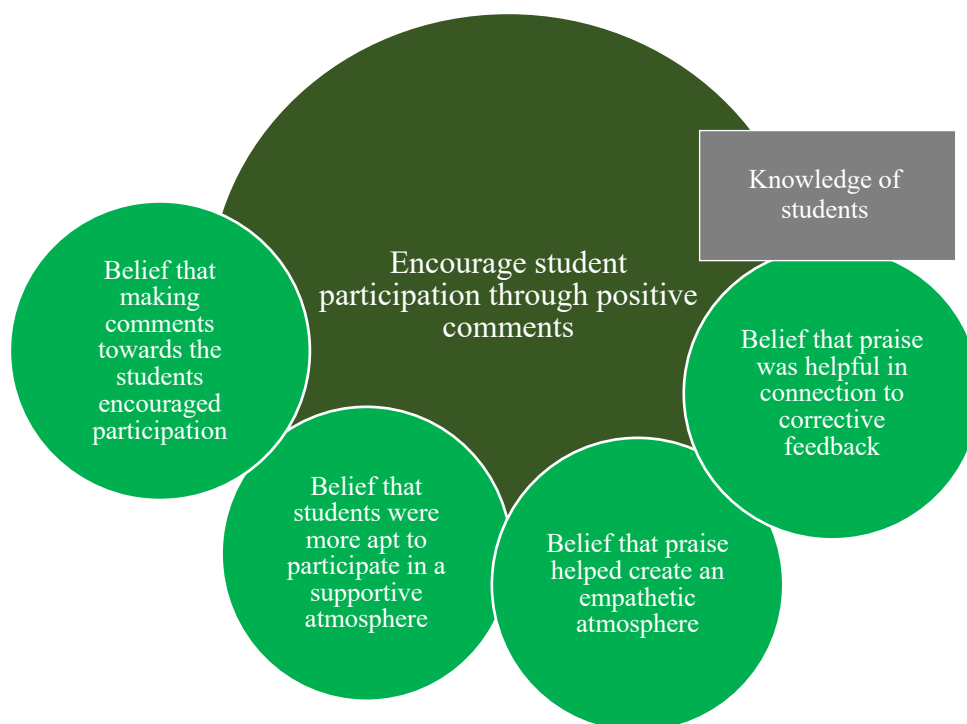 Encourage student
participation through positive
comments
Knowledge of
students
Belief that
making
comments
towards the
students
encouraged
participation
Belief that
students were
more apt to
participate in a
supportive
atmosphere
Belief that praise
helped create an
empathetic
atmosphere
Belief that praise
was helpful in
connection to
corrective
feedback